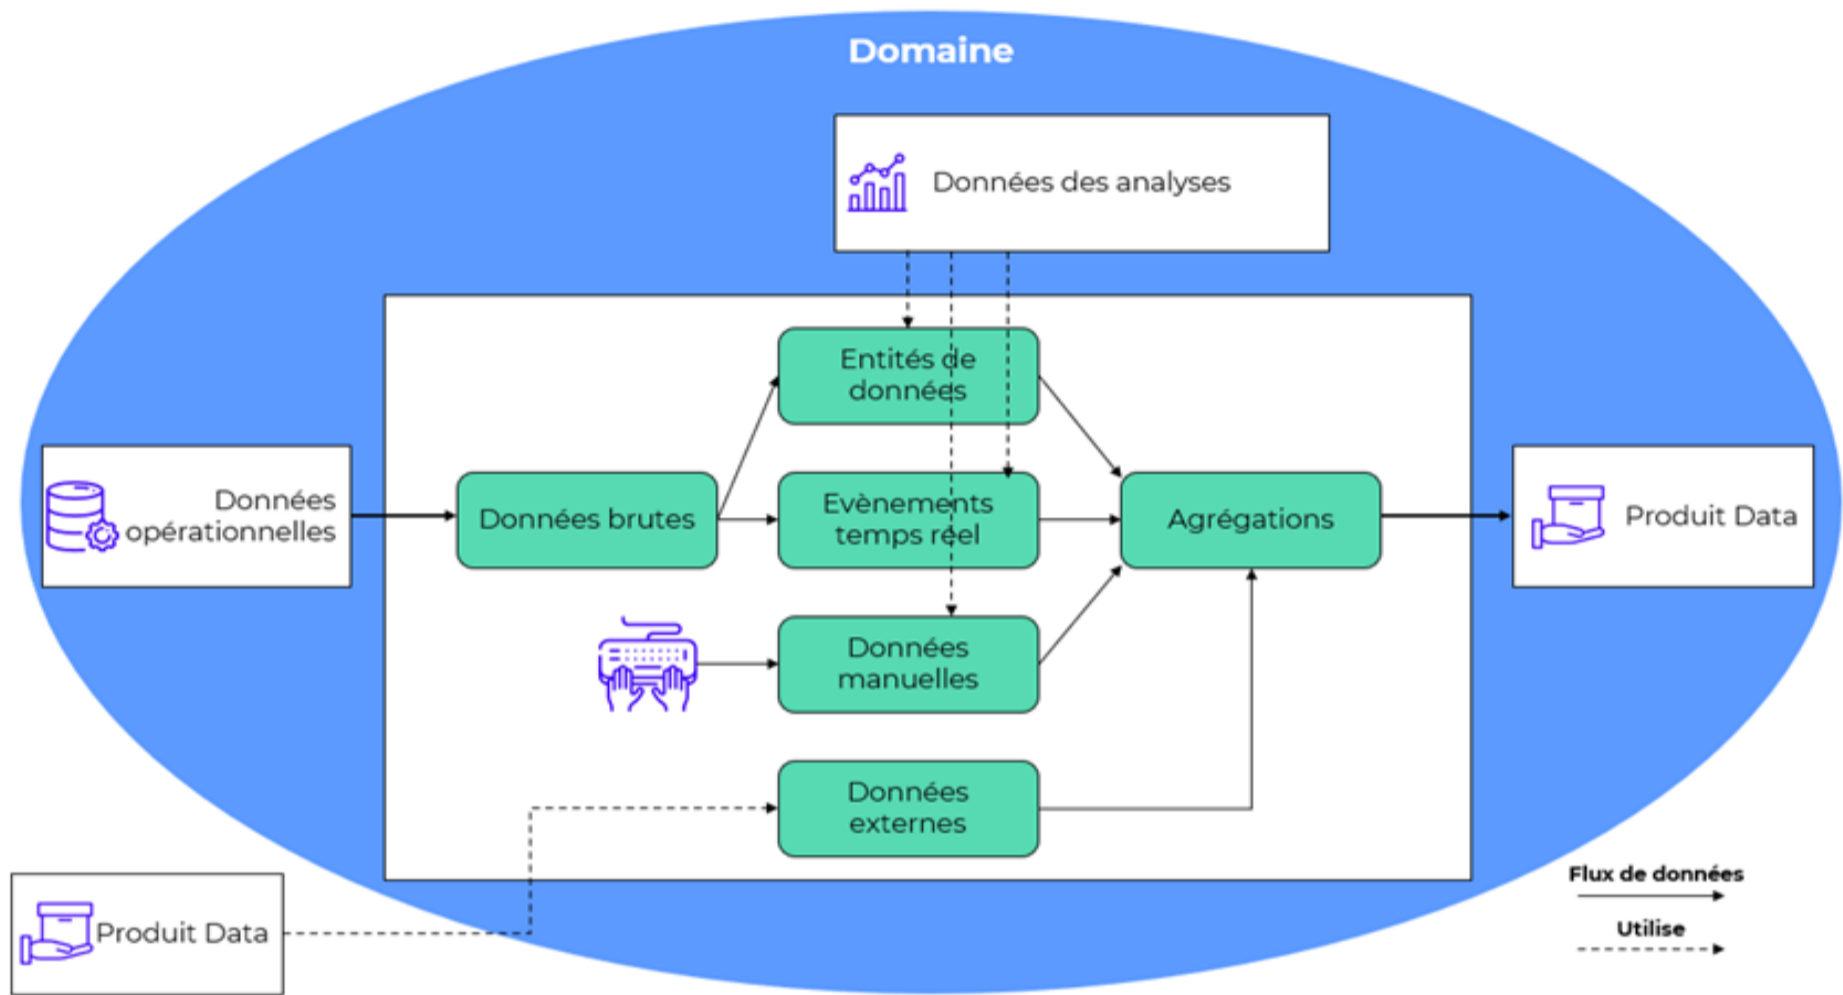 Domaine
Données des analyses
Entités de
données
Données
opérationnelles
Données brutes
Evènements
temps réel
Agrégations
Produit Data
Données
manuelles
Données
externes
Produit Data
Flux de données
Utilise